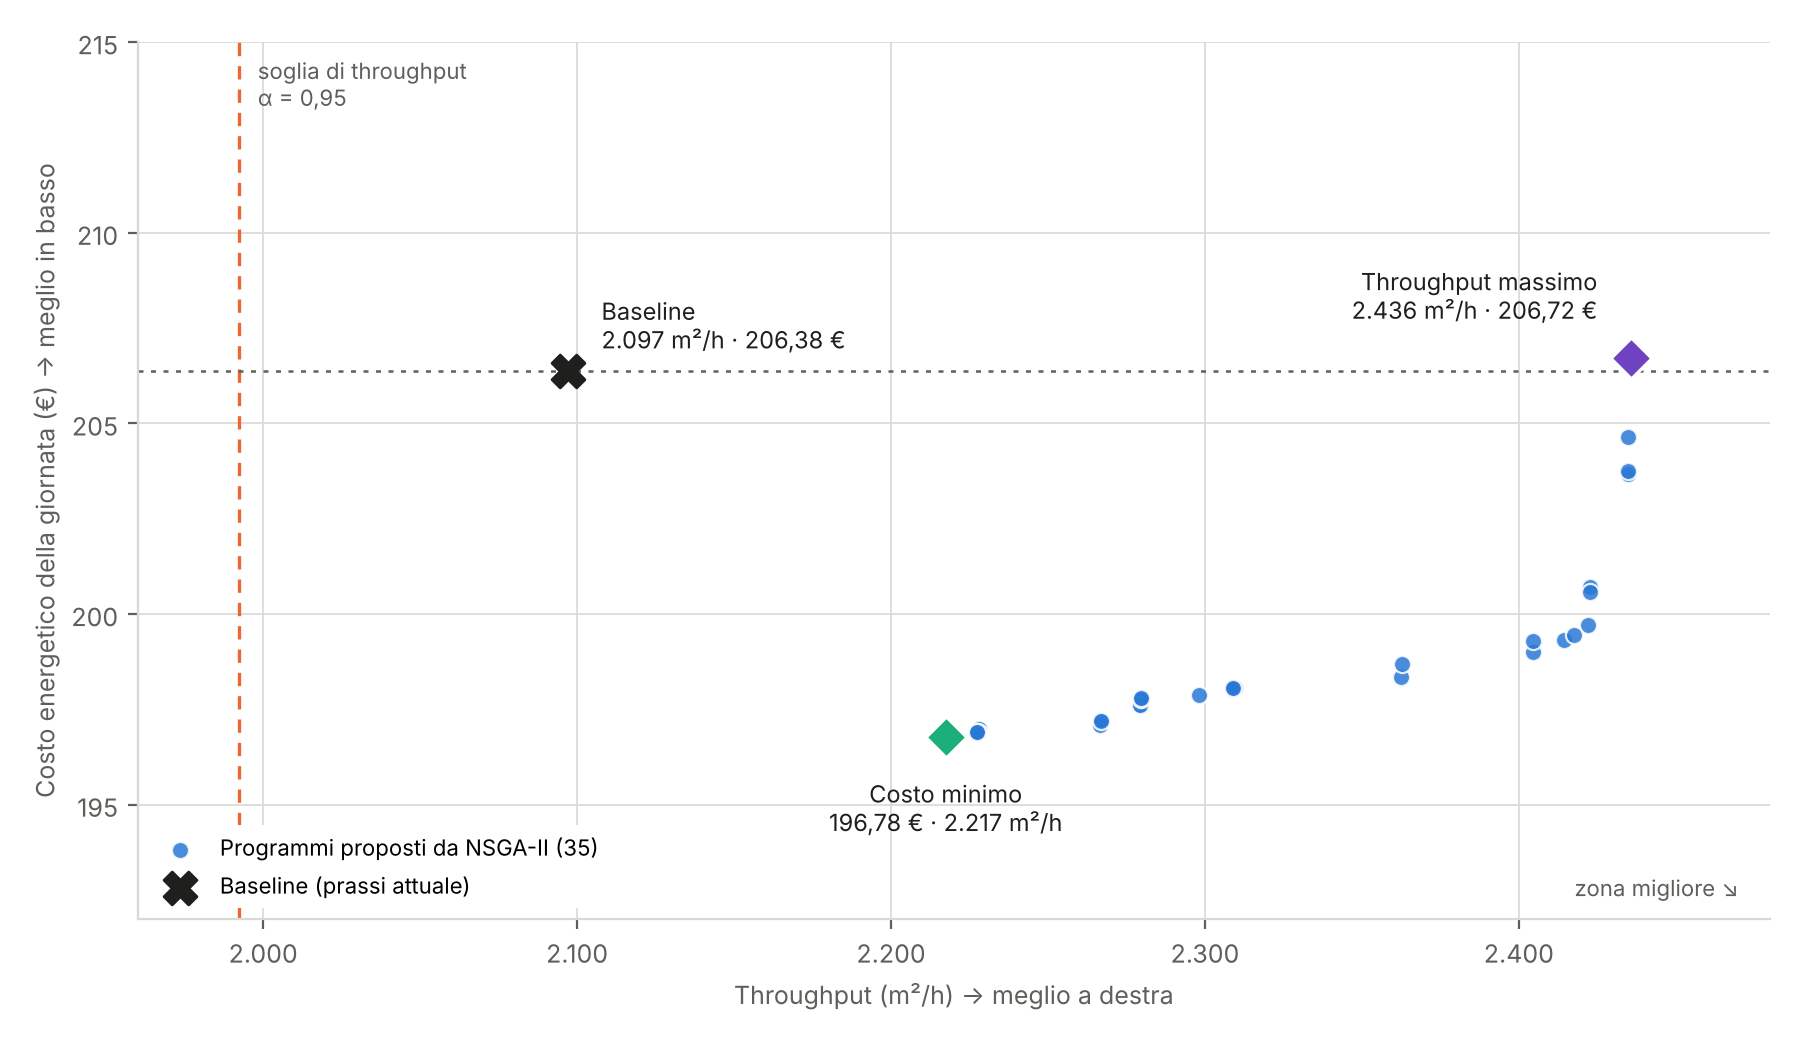 215
210
205
200
195
Costo energetico della giornata (€) → meglio in basso
soglia di throughput
α = 0,95
Baseline
2.097 m²/h · 206,38 €
Throughput massimo
2.436 m²/h · 206,72 €
Costo minimo
196,78 € · 2.217 m²/h
Programmi proposti da NSGA-II (35)
Baseline (prassi attuale)
zona migliore ↘
2.000
2.100
2.200
2.300
2.400
Throughput (m²/h) → meglio a destra